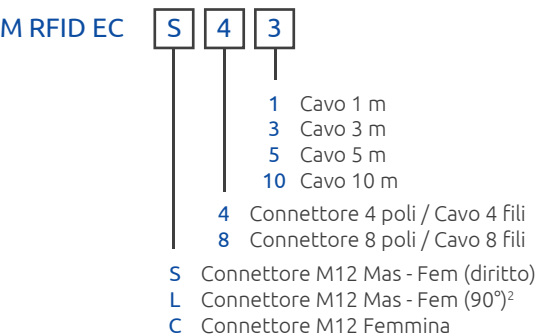 M RFID EC S 4 3
1 Cavo 1 m
3 Cavo 3 m
5 Cavo 5 m
10 Cavo 10 m
4 Connettore 4 poli / Cavo 4 fili
8 Connettore 8 poli / Cavo 8 fili
S Connettore M12 Mas - Fem (diritto)
L Connettore M12 Mas - Fem (90°)²
C Connettore M12 Femmina